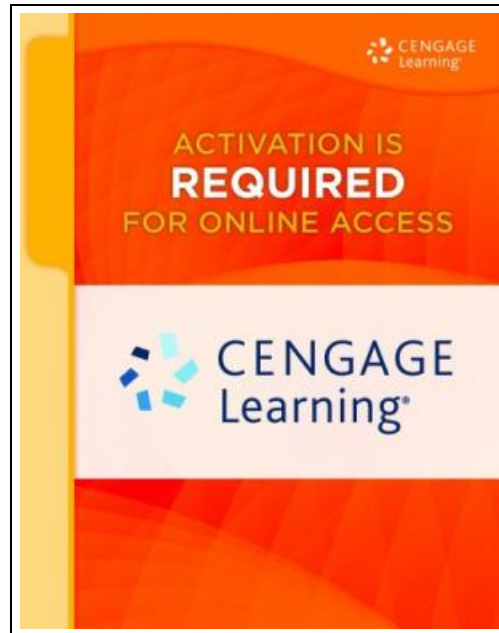 CENGAGE
Learning®
ACTIVATION IS
REQUIRED
FOR ONLINE ACCESS
CENGAGE
Learning®